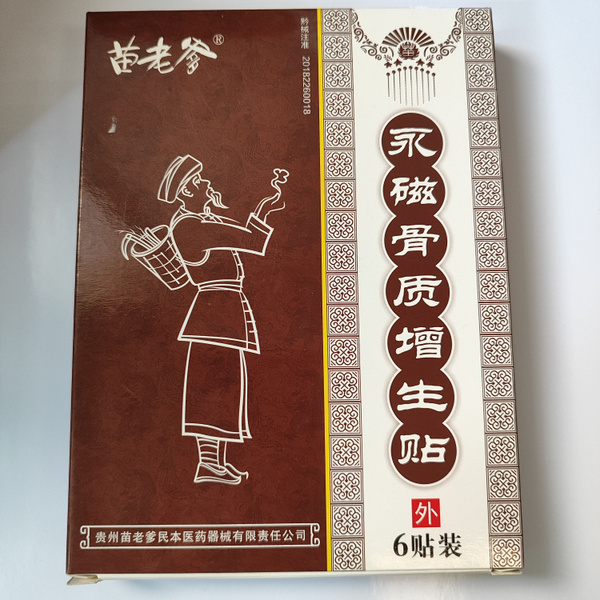 苗老爹®
黔械注准 20182260018
永磁骨质增生贴
外
6贴装
贵州苗老爹民本医药器械有限责任公司